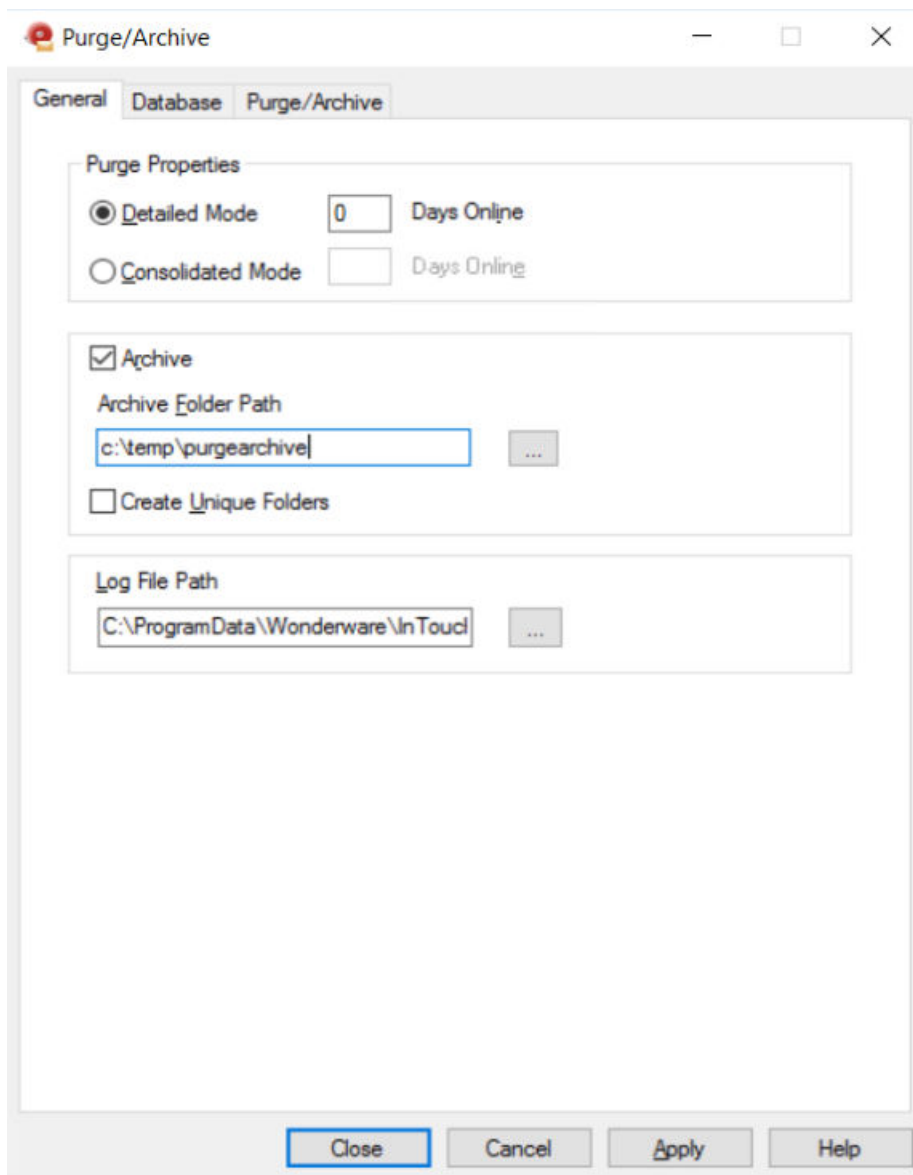 Purge/Archive
General Database Purge/Archive
Purge Properties
Detailed Mode 0 Days Online
Consolidated Mode Days Online
Archive
Archive Folder Path
c:\temp\purgearchive
...
Create Unique Folders
Log File Path
C:\ProgramData\Wonderware\InTouch
...
Close Cancel Apply Help